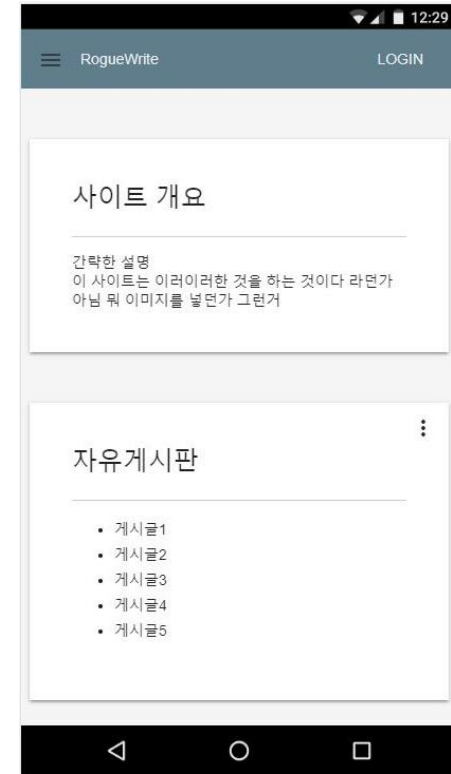 12:29
RogueWrite
LOGIN
사이트 개요
간략한 설명
이 사이트는 이러이러한 것을 하는 것이다 라던가
아님 뭐 이미지를 넣던가 그런거
자유게시판
게시글1
게시글2
게시글3
게시글4
게시글5